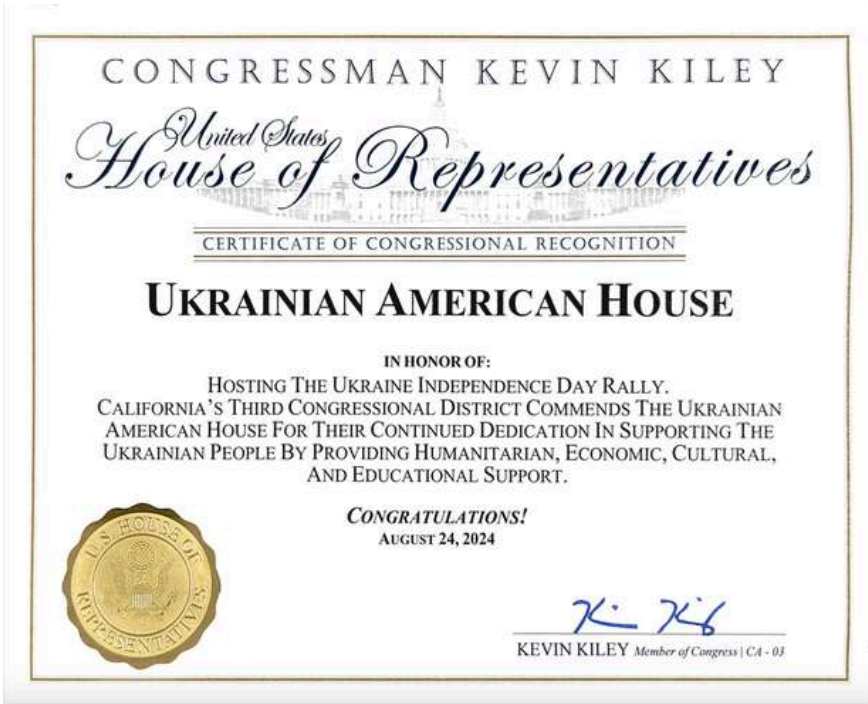 CONGRESSMAN KEVIN KILEY
United States
House of Representatives
CERTIFICATE OF CONGRESSIONAL RECOGNITION
UKRAINIAN AMERICAN HOUSE
IN HONOR OF:
HOSTING THE UKRAINE INDEPENDENCE DAY RALLY.
CALIFORNIA'S THIRD CONGRESSIONAL DISTRICT COMMENDS THE UKRAINIAN
AMERICAN HOUSE FOR THEIR CONTINUED DEDICATION IN SUPPORTING THE
UKRAINIAN PEOPLE BY PROVIDING HUMANITARIAN, ECONOMIC, CULTURAL,
AND EDUCATIONAL SUPPORT.
CONGRATULATIONS!
AUGUST 24, 2024
U.S. HOUSE OF
REPRESENTATIVES
KEVIN KILEY Member of Congress | CA - 03